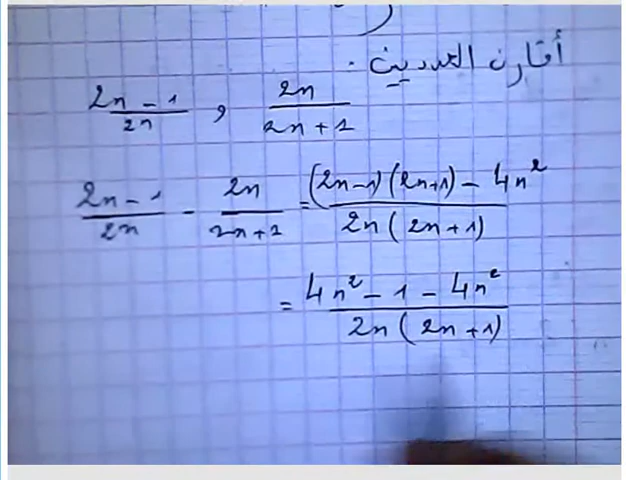 أقارن العددين.
2n - 1 / 2n , 2n / 2n + 1
2n - 1 / 2n - 2n / 2n + 1 = (2n - 1)(2n + 1) - 4n² / 2n(2n + 1)
= 4n² - 1 - 4n² / 2n(2n + 1)